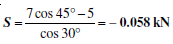 S = (7 cos 45° – 5) / cos 30° = – 0.058 kN